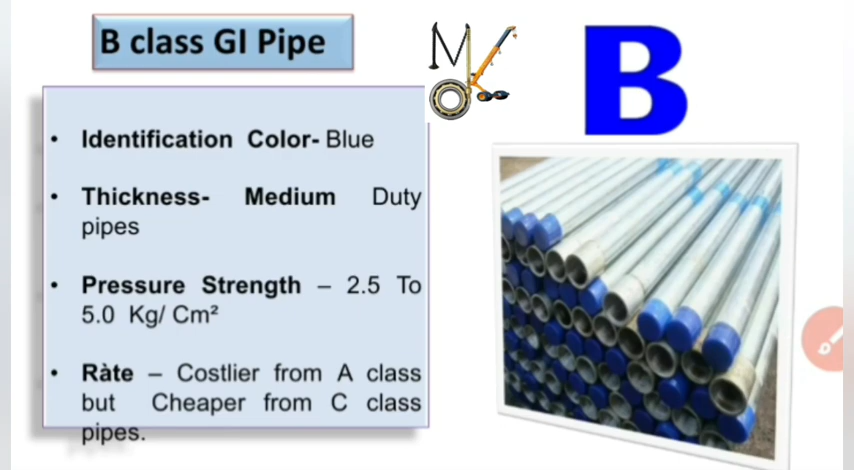 B class GI Pipe
M
B
• Identification Color- Blue
• Thickness- Medium Duty
pipes
• Pressure Strength – 2.5 To
5.0 Kg/ Cm²
• Ràte – Costlier from A class
but Cheaper from C class
pipes.